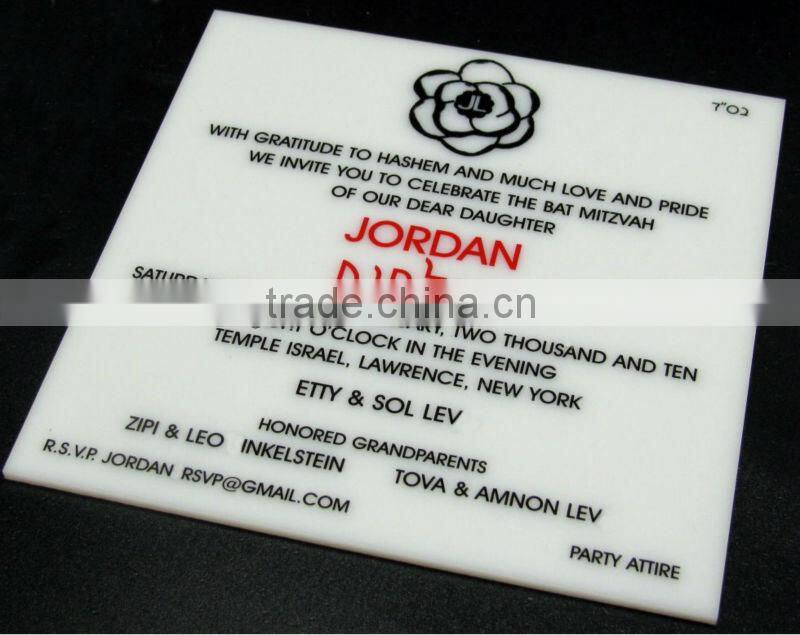 בס"ד
JL
WITH GRATITUDE TO HASHEM AND MUCH LOVE AND PRIDE
WE INVITE YOU TO CELEBRATE THE BAT MITZVAH
OF OUR DEAR DAUGHTER
JORDAN
trade.china.cn
TWO THOUSAND AND TEN
O'CLOCK IN THE EVENING
TEMPLE ISRAEL, LAWRENCE, NEW YORK
ETTY & SOL LEV
HONORED GRANDPARENTS
ZIPI & LEO INKELSTEIN
TOVA & AMNON LEV
R.S.V.P. JORDAN RSVP@GMAIL.COM
PARTY ATTIRE